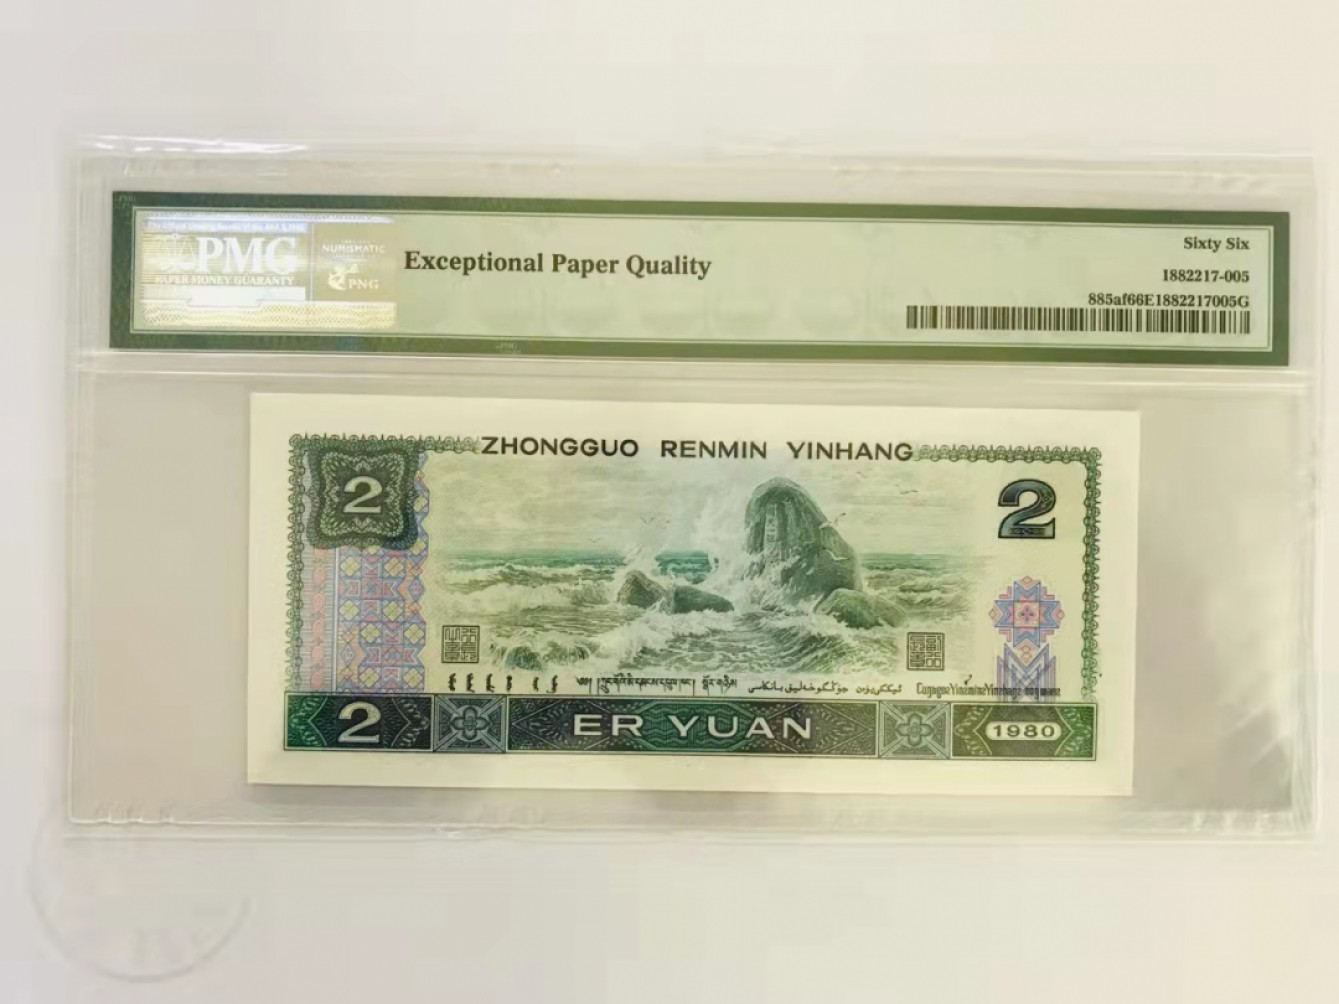 PMG
PAPER MONEY GUARANTY
NUMISMATIC
PNG
Exceptional Paper Quality
Sixty Six
1882217-005
885af66E1882217005G
ZHONGGUO RENMIN YINHANG
2
2
2
ER YUAN
1980